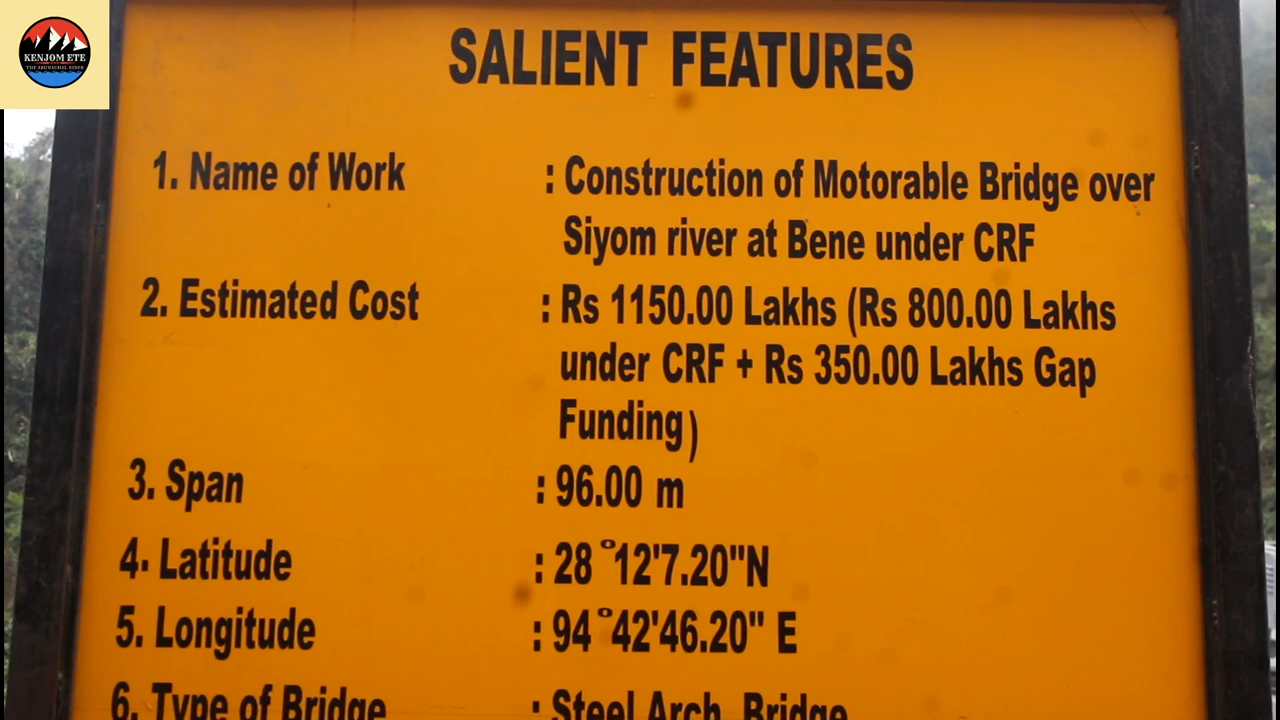 KENJOM ETE
THE ARUNACHAL RIDER
SALIENT FEATURES
1. Name of Work : Construction of Motorable Bridge over
Siyom river at Bene under CRF
2. Estimated Cost : Rs 1150.00 Lakhs (Rs 800.00 Lakhs
under CRF + Rs 350.00 Lakhs Gap
Funding)
3. Span : 96.00 m
4. Latitude : 28°12'7.20"N
5. Longitude : 94°42'46.20" E
6. Type of Bridge : Steel Arch Bridge